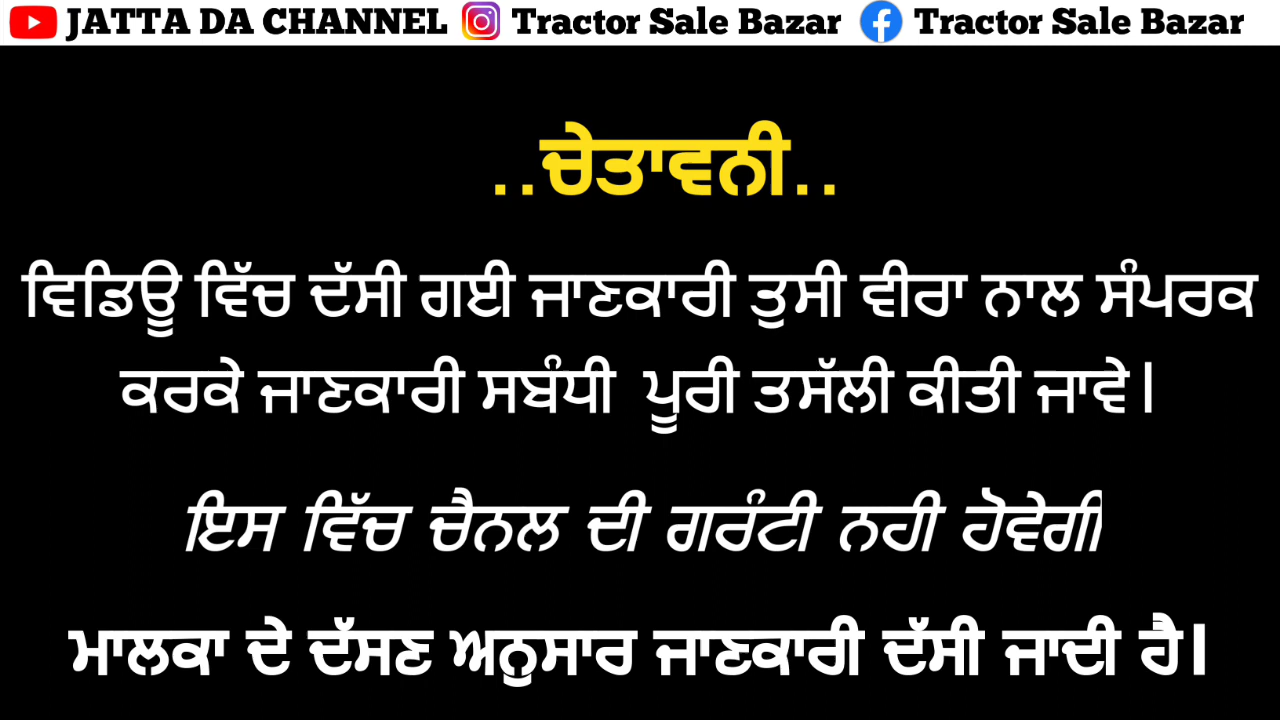 JATTA DA CHANNEL Tractor Sale Bazar Tractor Sale Bazar
..ਚੇਤਾਵਨੀ..
ਵਿਡਿਊ ਵਿੱਚ ਦੱਸੀ ਗਈ ਜਾਣਕਾਰੀ ਤੁਸੀ ਵੀਰਾ ਨਾਲ ਸੰਪਰਕ
ਕਰਕੇ ਜਾਣਕਾਰੀ ਸਬੰਧੀ ਪੂਰੀ ਤਸੱਲੀ ਕੀਤੀ ਜਾਵੇ।
ਇਸ ਵਿੱਚ ਚੈਨਲ ਦੀ ਗਰੰਟੀ ਨਹੀ ਹੋਵੇਗੀ
ਮਾਲਕਾ ਦੇ ਦੱਸਣ ਅਨੁਸਾਰ ਜਾਣਕਾਰੀ ਦੱਸੀ ਜਾਦੀ ਹੈ।